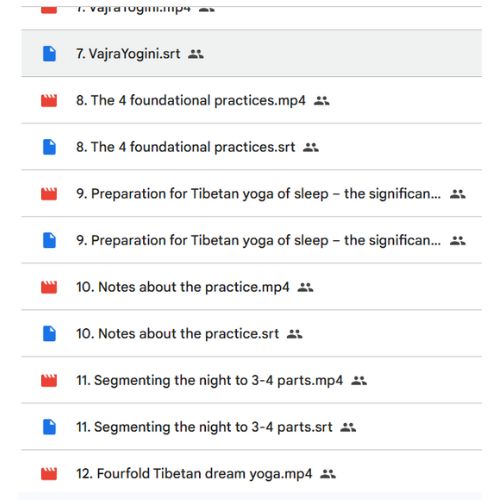 7. VajraYogini.mp4
7. VajraYogini.srt
8. The 4 foundational practices.mp4
8. The 4 foundational practices.srt
9. Preparation for Tibetan yoga of sleep – the significan...
9. Preparation for Tibetan yoga of sleep – the significan...
10. Notes about the practice.mp4
10. Notes about the practice.srt
11. Segmenting the night to 3-4 parts.mp4
11. Segmenting the night to 3-4 parts.srt
12. Fourfold Tibetan dream yoga.mp4